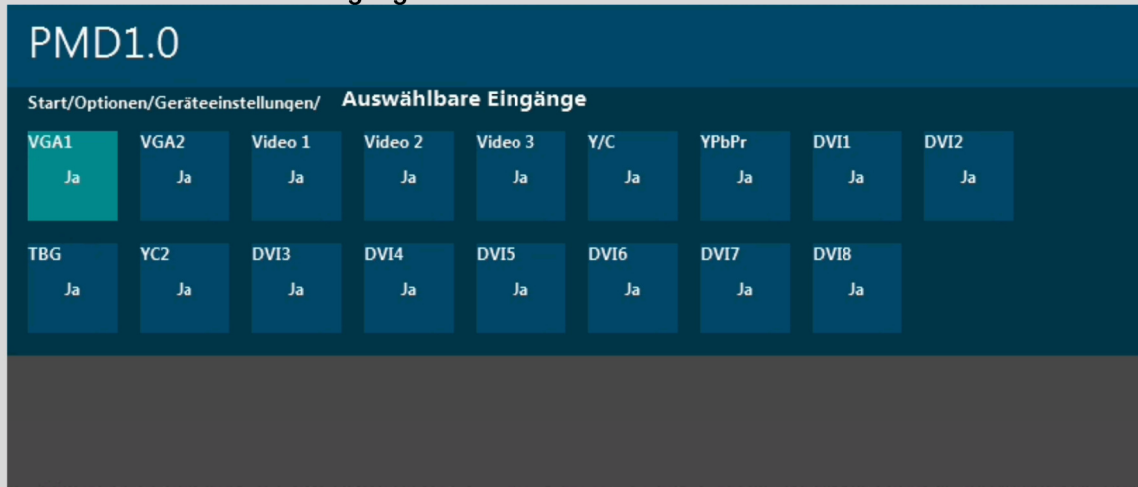 PMD1.0
Start/Optionen/Geräteeinstellungen/ Auswählbare Eingänge
VGA1 VGA2 Video 1 Video 2 Video 3 Y/C YPbPr DVI1 DVI2
Ja Ja Ja Ja Ja Ja Ja Ja Ja
TBG YC2 DVI3 DVI4 DVI5 DVI6 DVI7 DVI8
Ja Ja Ja Ja Ja Ja Ja Ja